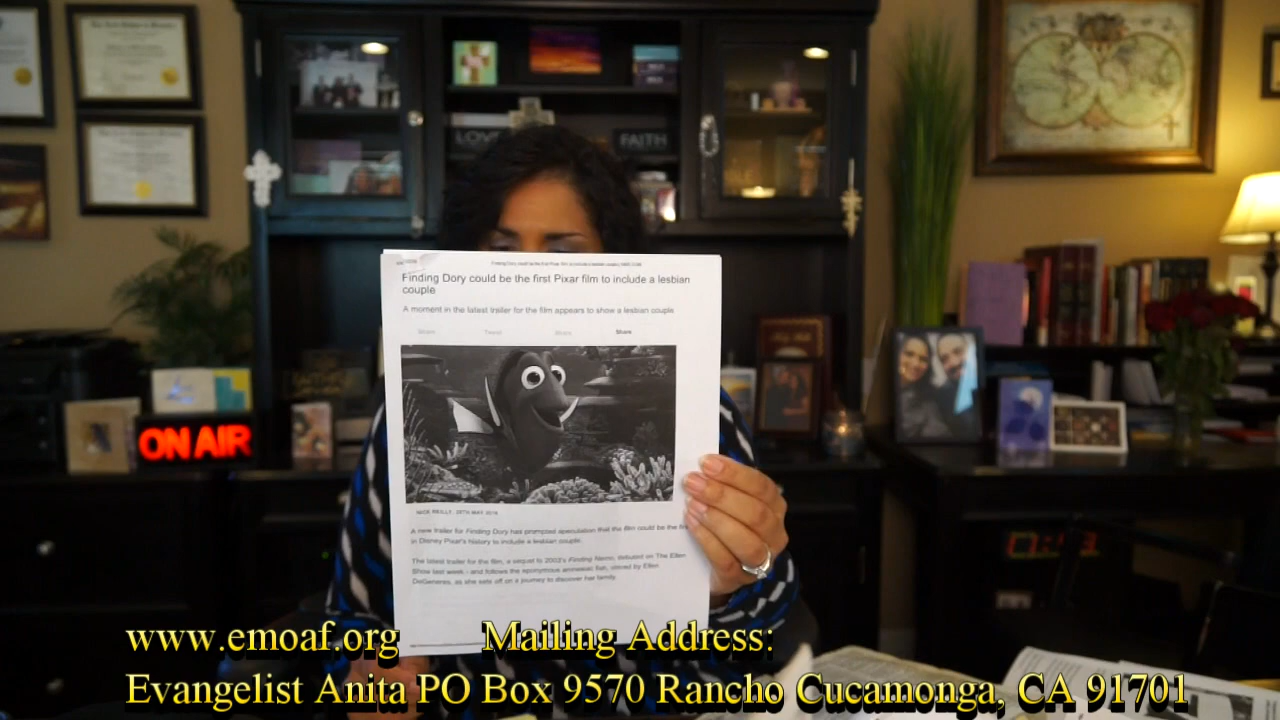 LOVE
FAITH
Finding Dory could be the first Pixar film to include a lesbian
couple
A moment in the latest trailer for the film appears to show a lesbian couple
Share Tweet Share Share
A new trailer for Finding Dory has prompted speculation that the film could be the
in Disney Pixar's history to include a lesbian couple.
The latest trailer for the film, a sequel to 2003's Finding Nemo, debuted on The Ellen
Show last week - and follows the eponymous amnesiac fish, voiced by Ellen
DeGeneres, as she sets off on a journey to discover her family.
ON AIR
www.emoaf.org Mailing Address:
Evangelist Anita PO Box 9570 Rancho Cucamonga, CA 91701